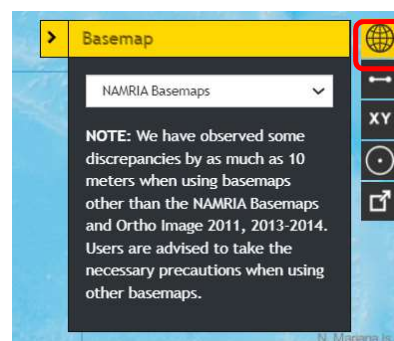 Basemap
NAMRIA Basemaps
NOTE: We have observed some
discrepancies by as much as 10
meters when using basemaps
other than the NAMRIA Basemaps
and Ortho Image 2011, 2013-2014.
Users are advised to take the
necessary precautions when using
other basemaps.
XY
N. Mariana Is